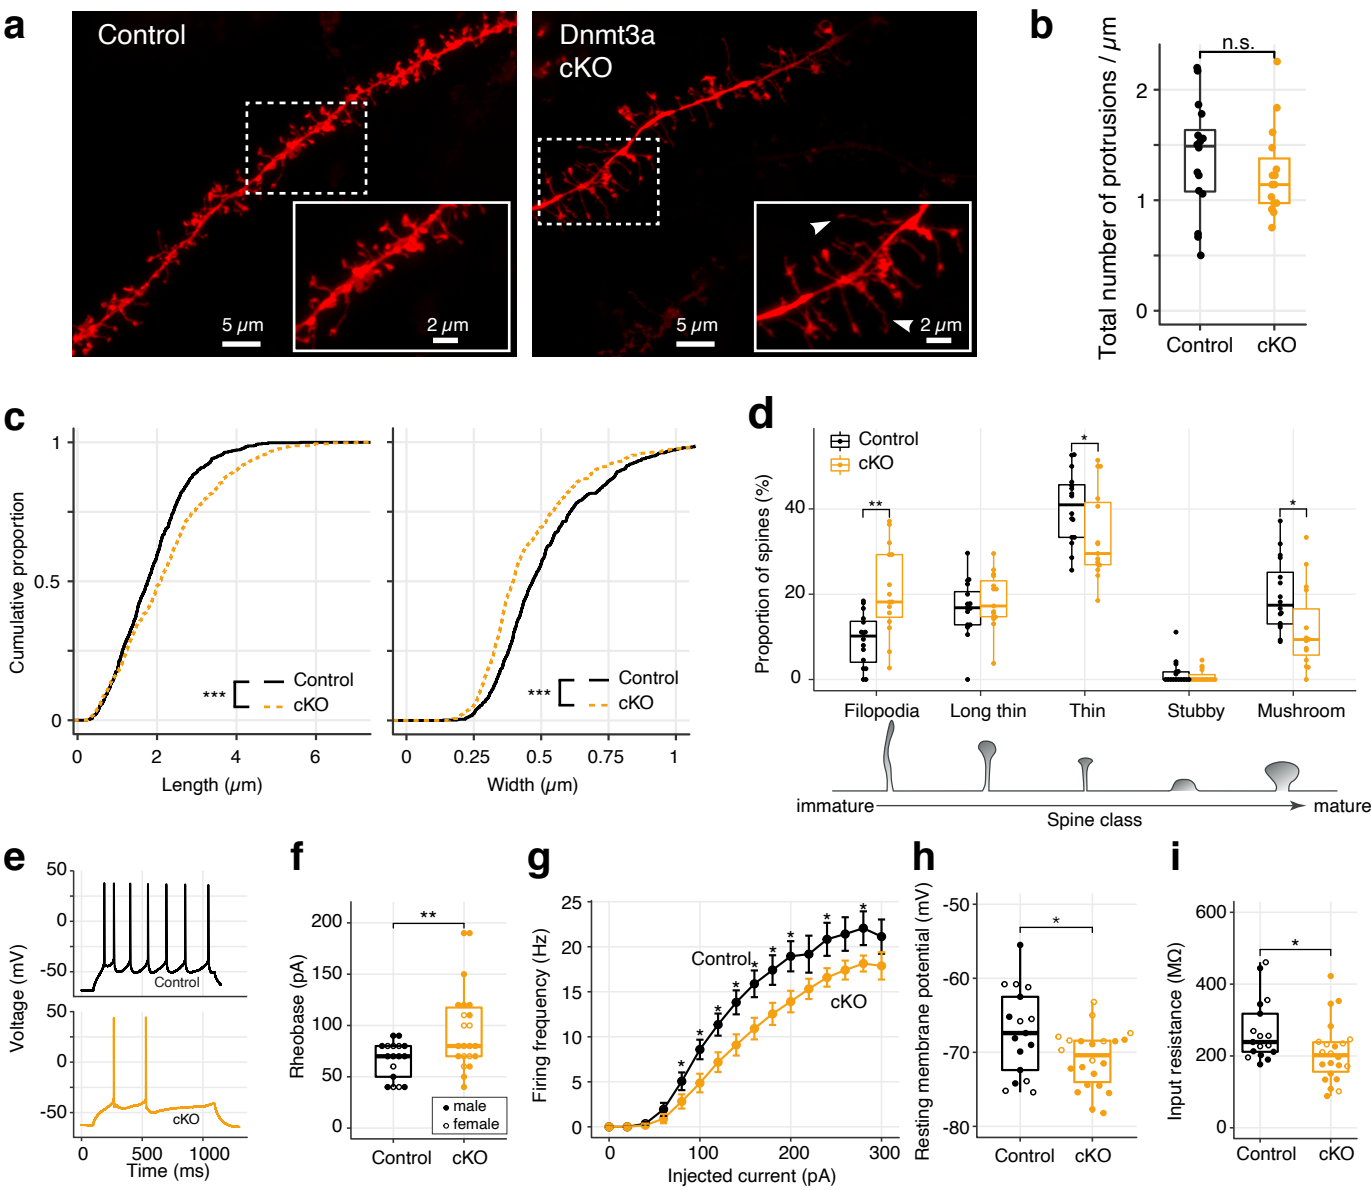 a
Control
5 µm
2 µm
Dnmt3a
cKO
5 µm
2 µm
b
Total number of protrusions / µm
n.s.
2
1
0
Control
cKO
c
Cumulative proportion
1
0.5
0
***
Control
cKO
0 2 4 6
Length (µm)
***
Control
cKO
0 0.25 0.5 0.75 1
Width (µm)
d
Proportion of spines (%)
Control
cKO
40
20
0
**
*
*
Filopodia Long thin Thin Stubby Mushroom
immature
mature
Spine class
e
Voltage (mV)
50
0
-50
Control
50
0
-50
cKO
0 500 1000
Time (ms)
f
Rheobase (pA)
200
150
100
50
0
**
male
female
Control cKO
g
Firing frequency (Hz)
25
20
15
10
5
0
Control
cKO
* * * * * * * * *
0 100 200 300
Injected current (pA)
h
Resting membrane potential (mV)
-50
-60
-70
-80
*
Control cKO
i
Input resistance (MΩ)
600
400
200
0
*
Control cKO